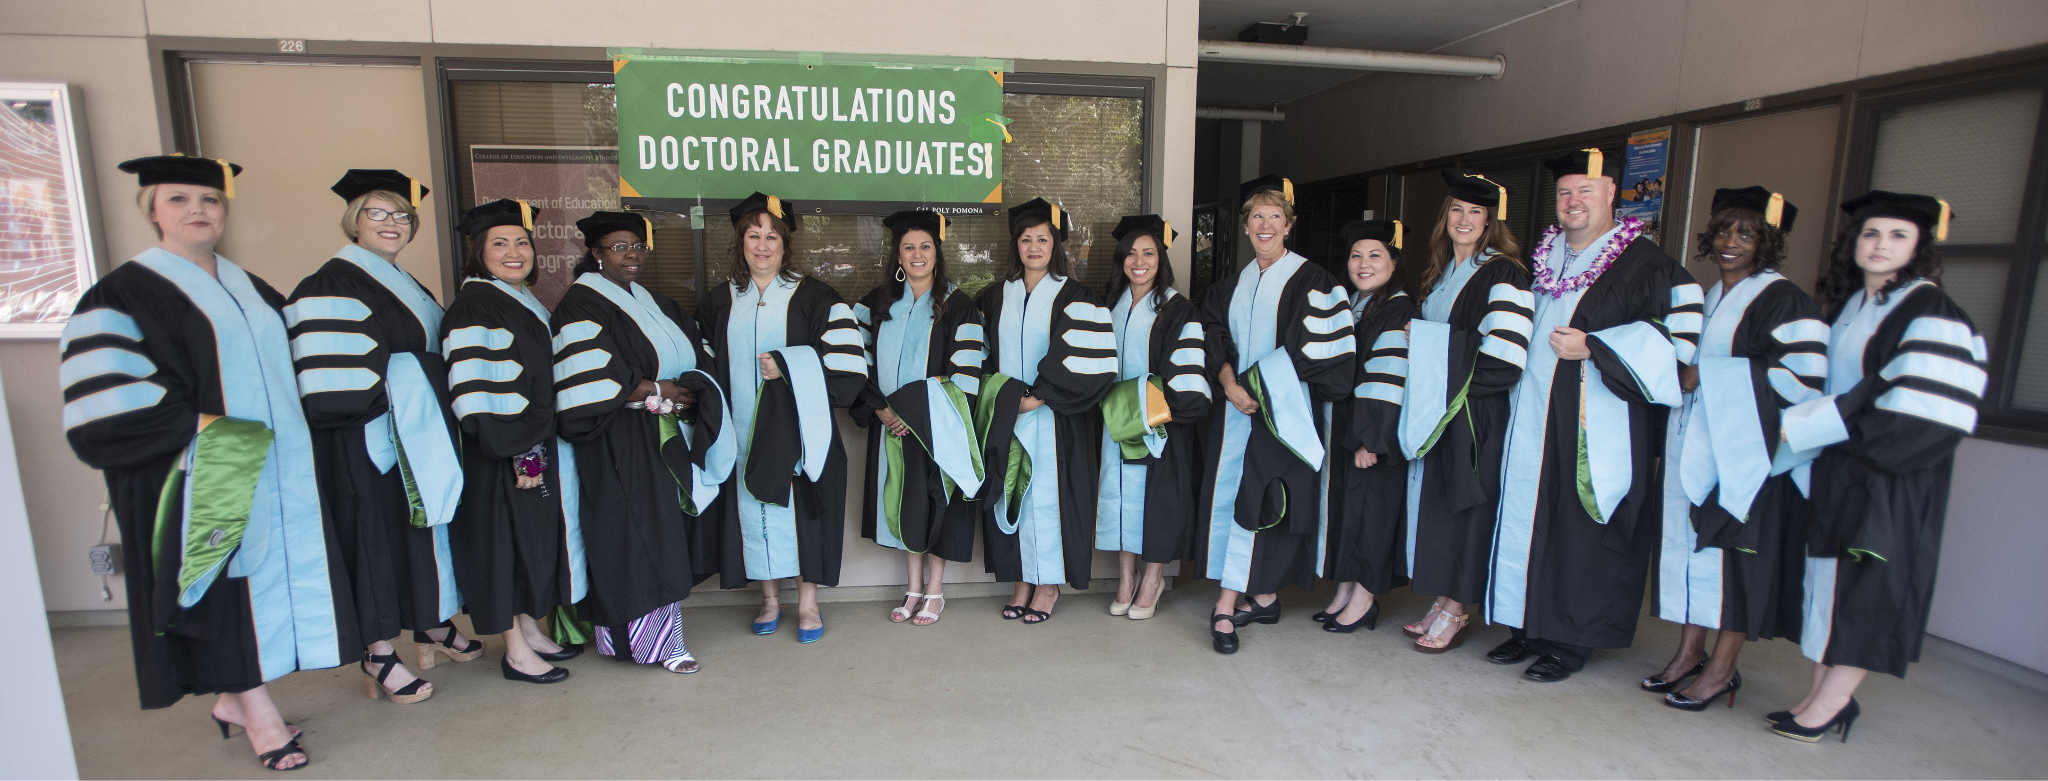 226
CONGRATULATIONS
DOCTORAL GRADUATES!
CAL POLY POMONA
COLLEGE OF EDUCATION AND INTEGRATIVE STUDIES
Department of Education
223